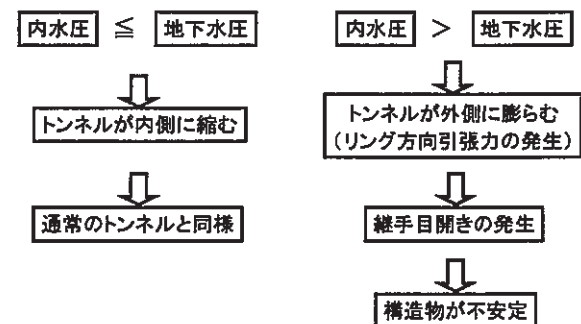 内水圧 ≦ 地下水圧
トンネルが内側に縮む
通常のトンネルと同様
内水圧 > 地下水圧
トンネルが外側に膨らむ
(リング方向引張力の発生)
継手目開きの発生
構造物が不安定